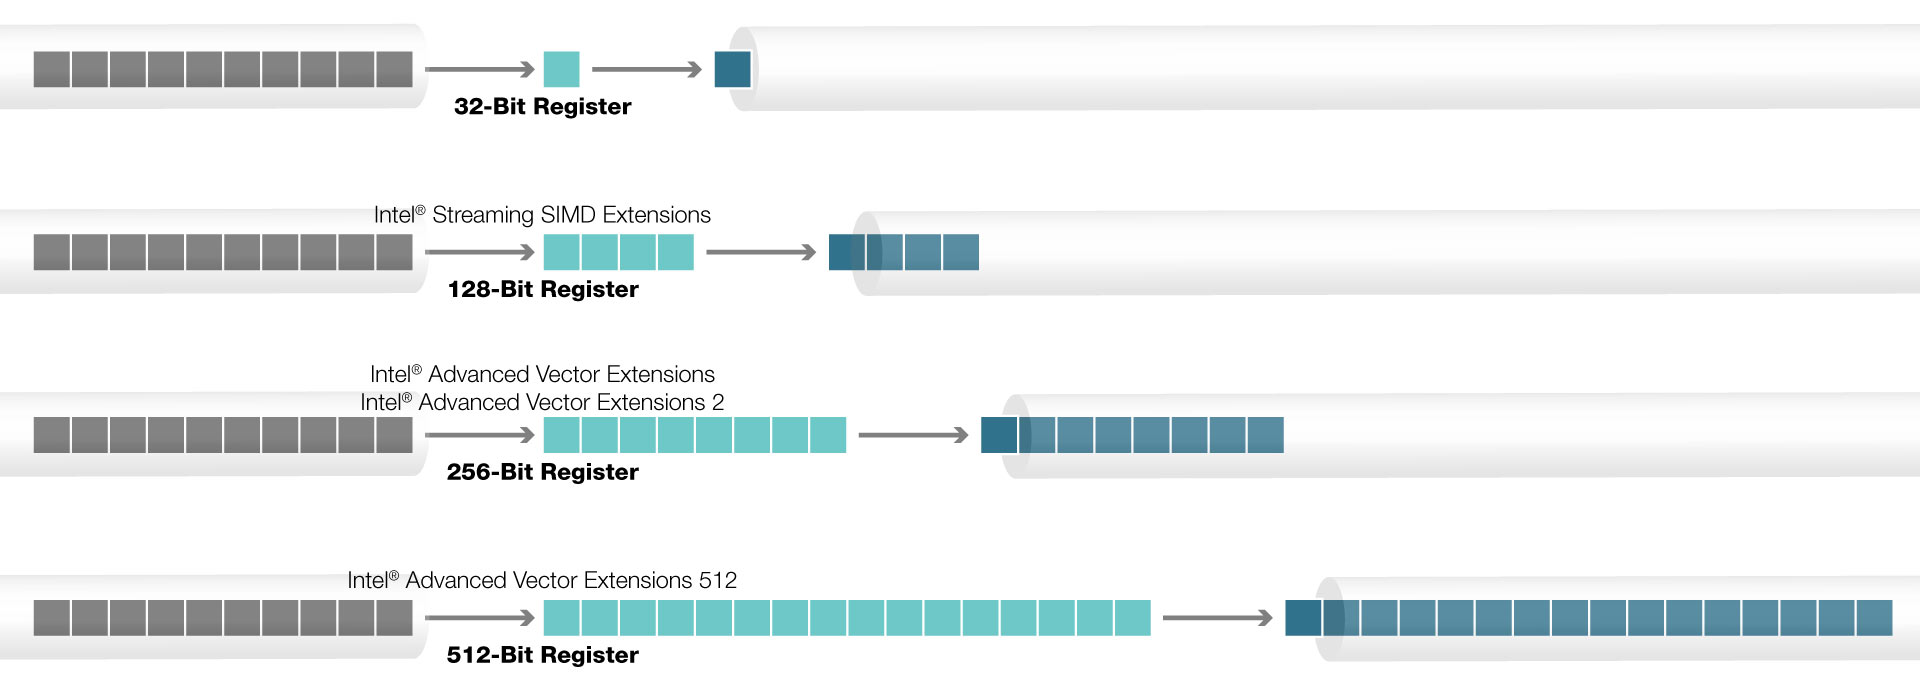 32-Bit Register
Intel® Streaming SIMD Extensions
128-Bit Register
Intel® Advanced Vector Extensions
Intel® Advanced Vector Extensions 2
256-Bit Register
Intel® Advanced Vector Extensions 512
512-Bit Register